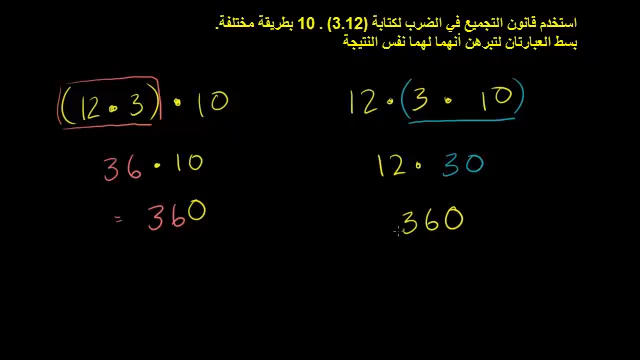 استخدم قانون التجميع في الضرب لكتابة (3.12) . 10 بطريقة مختلفة.
بسط العبارتان لتبرهن أنهما لهما نفس النتيجة
(12 · 3) · 10
12 · (3 · 10)
36 · 10
12 · 30
= 360
360